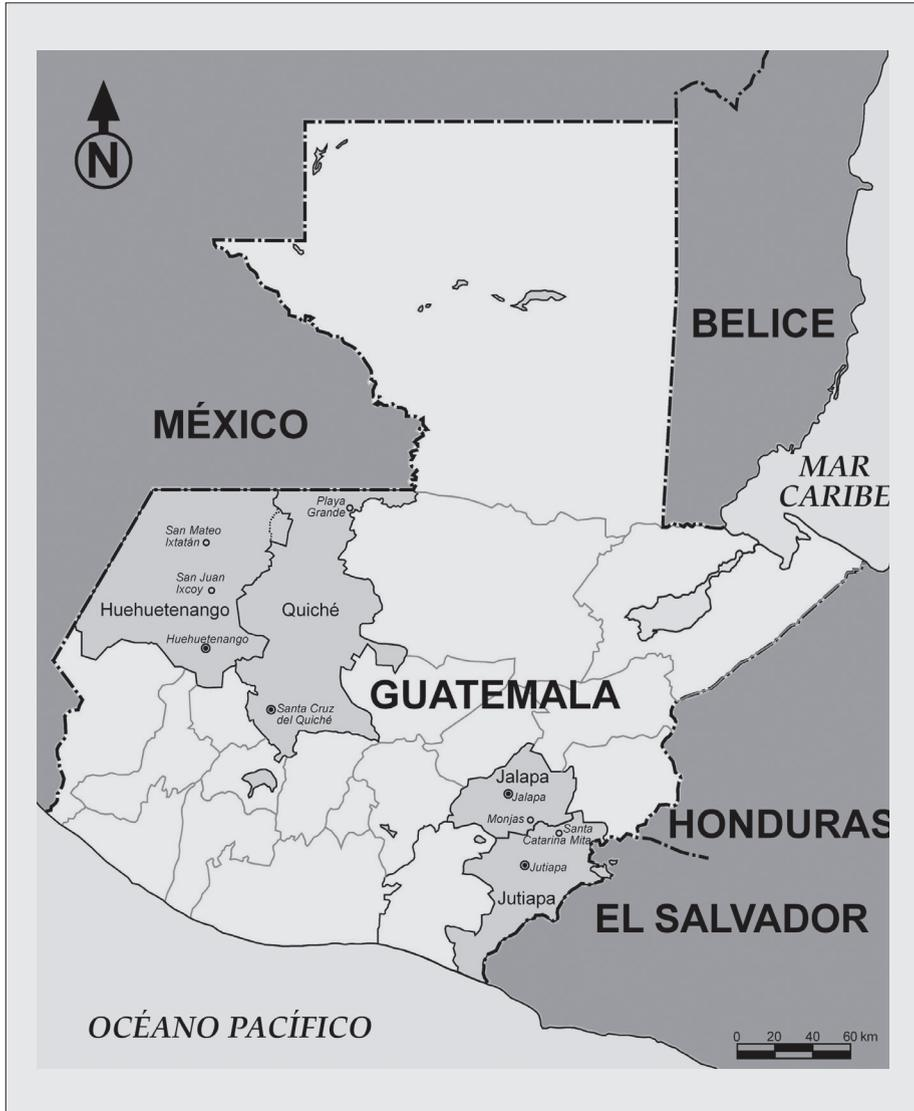 N
BELICE
MÉXICO
MAR
CARIBE
Playa
Grande
San Mateo
Ixtatán
San Juan
Ixcoy
Huehuetenango
Quiché
Huehuetenango
GUATEMALA
Santa Cruz
del Quiché
Jalapa
Jalapa
Monjas
Santa
Catarina Mita
HONDURAS
Jutiapa
Jutiapa
EL SALVADOR
OCÉANO PACÍFICO
0 20 40 60 km